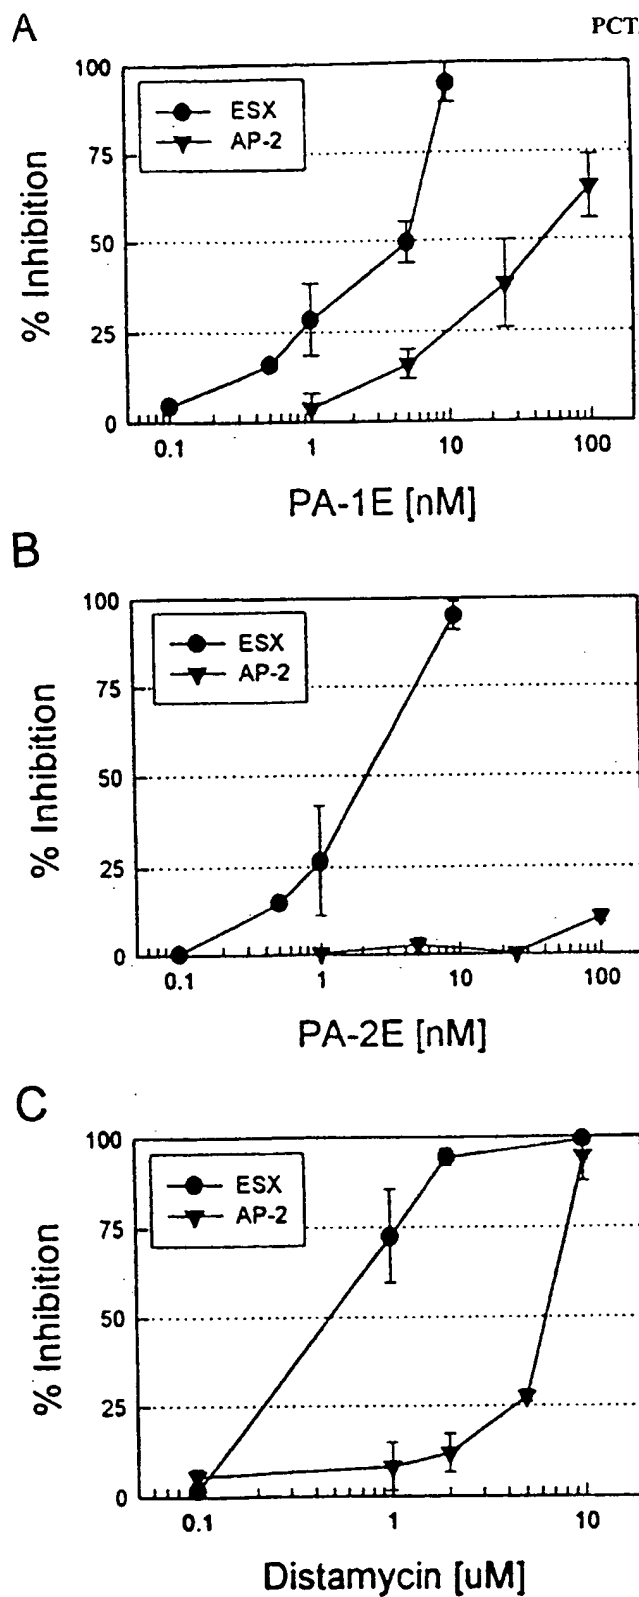 A
PCT
100
75
50
25
0
% Inhibition
ESX
AP-2
0.1 1 10 100
PA-1E [nM]
B
100
75
50
25
0
% Inhibition
ESX
AP-2
0.1 1 10 100
PA-2E [nM]
C
100
75
50
25
0
% Inhibition
ESX
AP-2
0.1 1 10
Distamycin [uM]